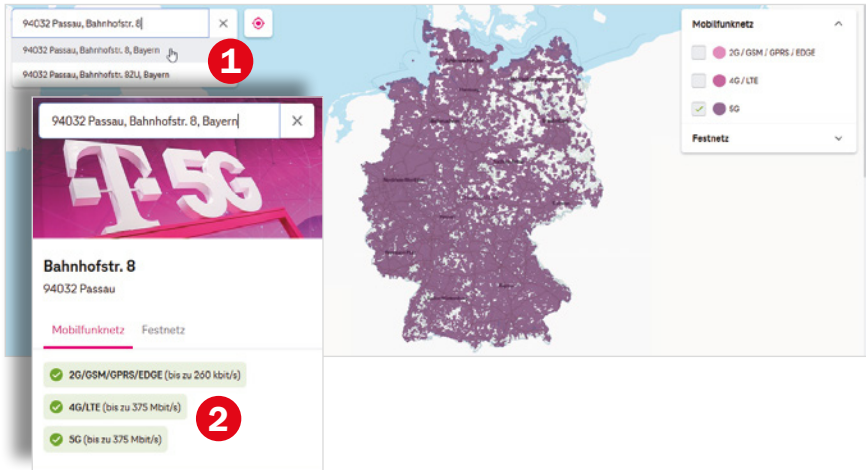 94032 Passau, Bahnhofstr. 8
94032 Passau, Bahnhofstr. 8, Bayern
94032 Passau, Bahnhofstr. 82U, Bayern
1
Mobilfunknetz
2G / GSM / GPRS / EDGE
4G / LTE
5G
Festnetz
94032 Passau, Bahnhofstr. 8, Bayern
T 5G
Bahnhofstr. 8
94032 Passau
Mobilfunknetz Festnetz
2G/GSM/GPRS/EDGE (bis zu 260 kbit/s)
4G/LTE (bis zu 375 Mbit/s)
5G (bis zu 375 Mbit/s)
2